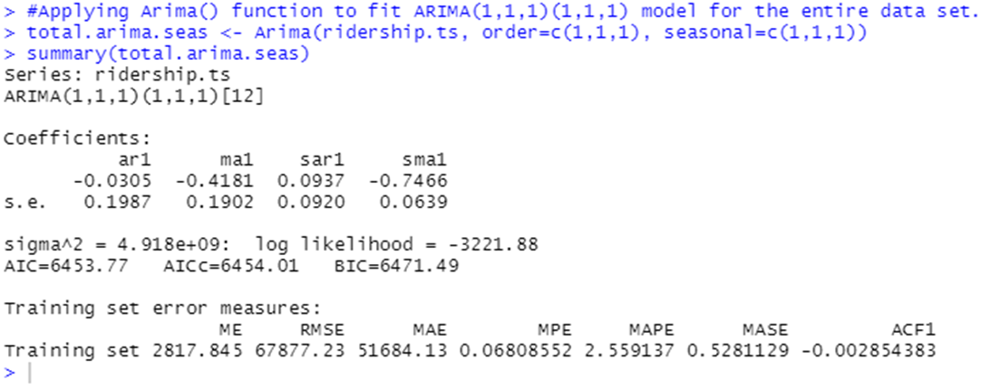 > #Applying Arima() function to fit ARIMA(1,1,1)(1,1,1) model for the entire data set.
> total.arima.seas <- Arima(ridership.ts, order=c(1,1,1), seasonal=c(1,1,1))
> summary(total.arima.seas)
Series: ridership.ts
ARIMA(1,1,1)(1,1,1)[12]
Coefficients:
ar1 ma1 sar1 sma1
-0.0305 -0.4181 0.0937 -0.7466
s.e. 0.1987 0.1902 0.0920 0.0639
sigma^2 = 4.918e+09: log likelihood = -3221.88
AIC=6453.77 AICc=6454.01 BIC=6471.49
Training set error measures:
ME RMSE MAE MPE MAPE MASE ACF1
Training set 2817.845 67877.23 51684.13 0.06808552 2.559137 0.5281129 -0.002854383
>